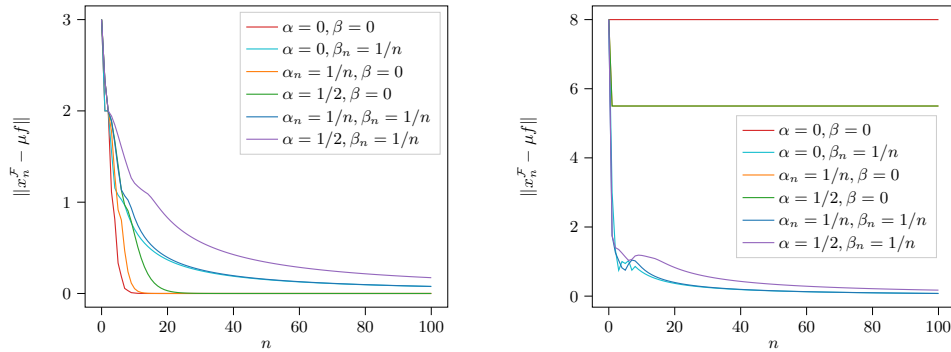 3
2
1
0
‖x_n^ℱ − μf‖
α = 0, β = 0
α = 0, β_n = 1/n
α_n = 1/n, β = 0
α = 1/2, β = 0
α_n = 1/n, β_n = 1/n
α = 1/2, β_n = 1/n
0 20 40 60 80 100
n
8
6
4
2
0
‖x_n^ℱ − μf‖
α = 0, β = 0
α = 0, β_n = 1/n
α_n = 1/n, β = 0
α = 1/2, β = 0
α_n = 1/n, β_n = 1/n
α = 1/2, β_n = 1/n
0 20 40 60 80 100
n